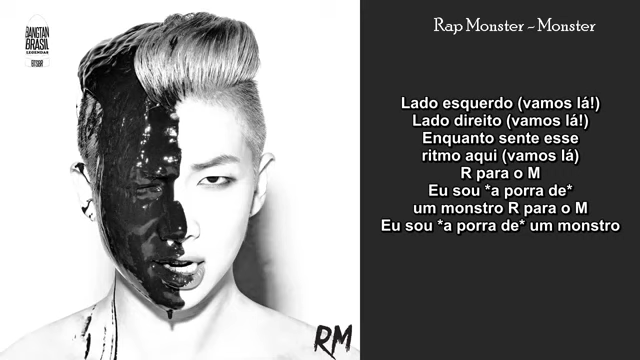 BANGTAN
BRASIL
LEGENDAS
BTSBR
Rap Monster - Monster
Lado esquerdo (vamos lá!)
Lado direito (vamos lá!)
Enquanto sente esse
ritmo aqui (vamos lá)
R para o M
Eu sou *a porra de*
um monstro R para o M
Eu sou *a porra de* um monstro
RM